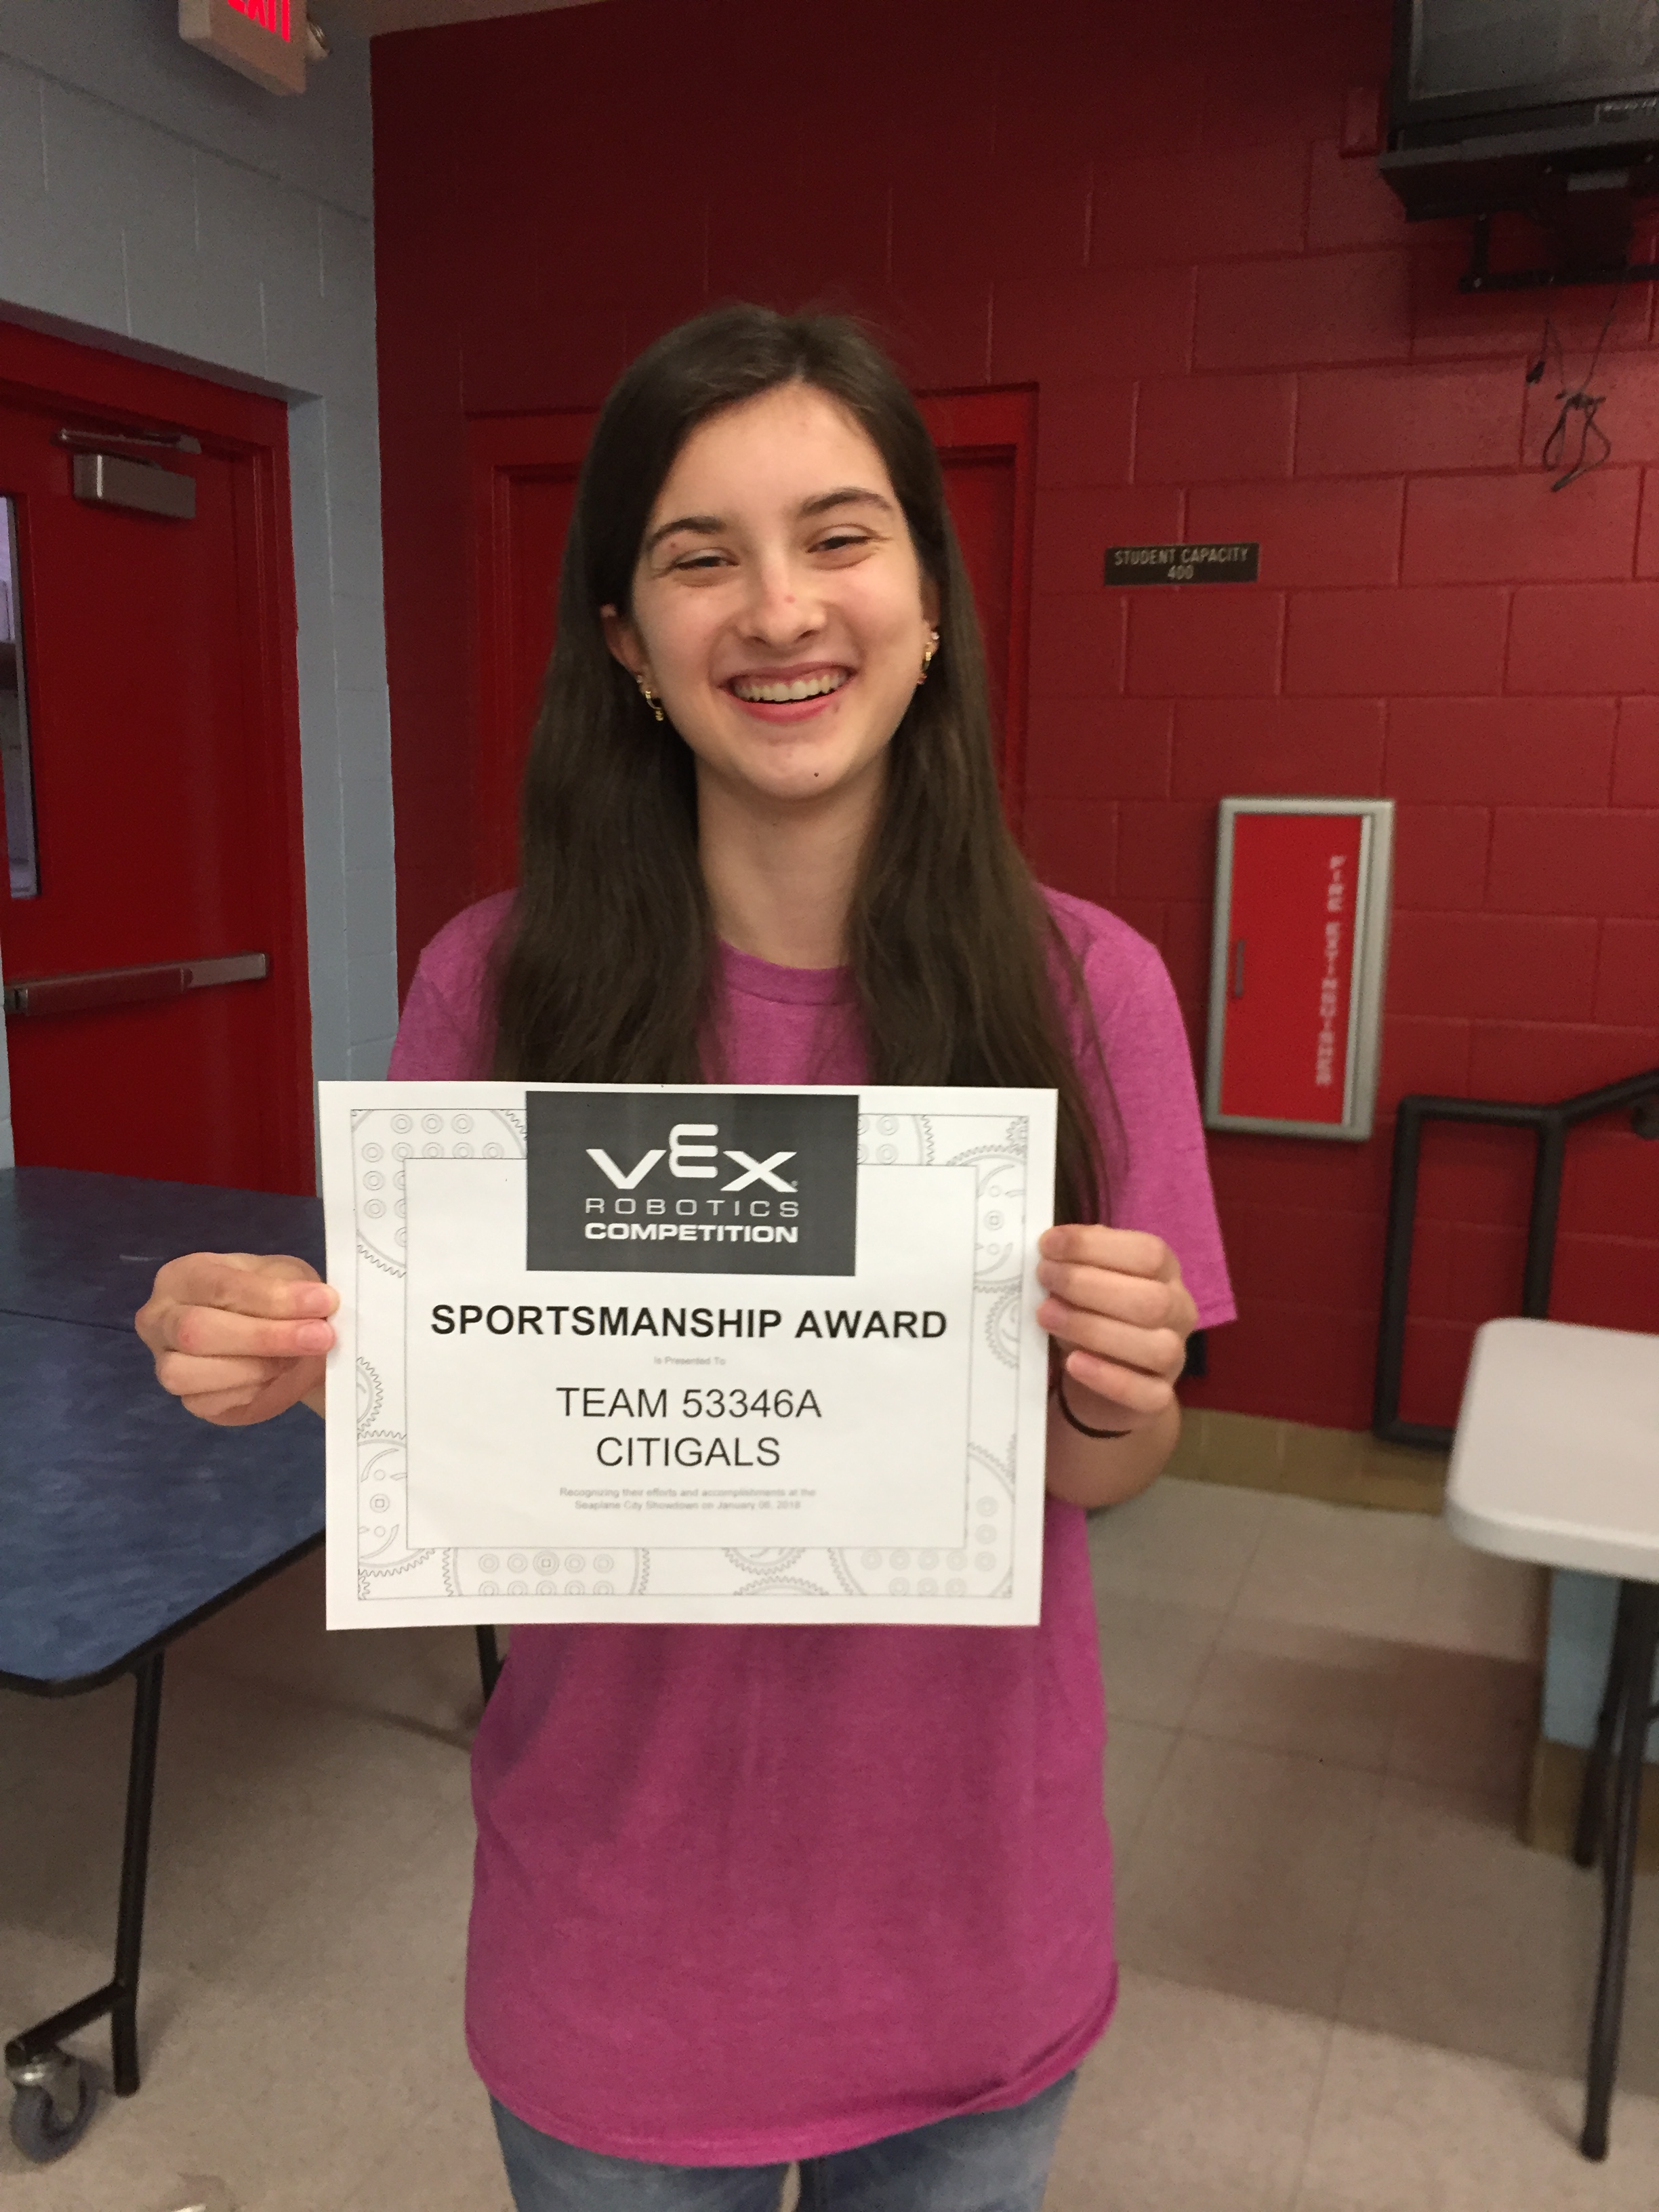 EXIT
STUDENT CAPACITY
400
FIRE EXTINGUISHER
VEX
ROBOTICS
COMPETITION
SPORTSMANSHIP AWARD
Is Presented To
TEAM 53346A
CITIGALS
Recognizing their efforts and accomplishments at the
Seaplane City Showdown on January 06, 2018